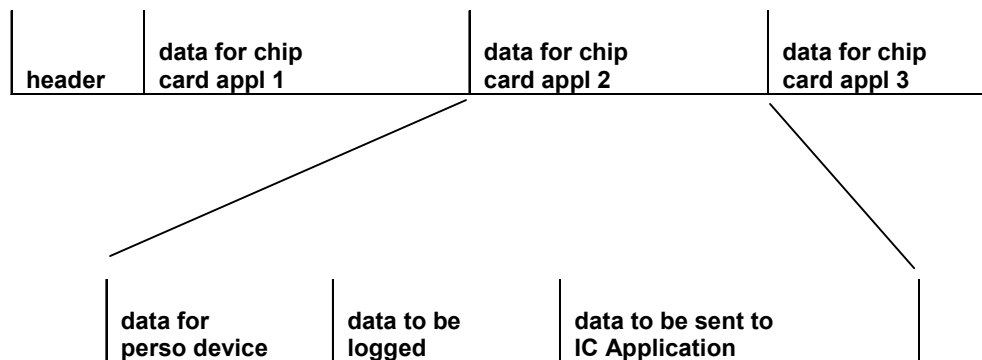 header
data for chip
card appl 1
data for chip
card appl 2
data for chip
card appl 3
data for
perso device
data to be
logged
data to be sent to
IC Application